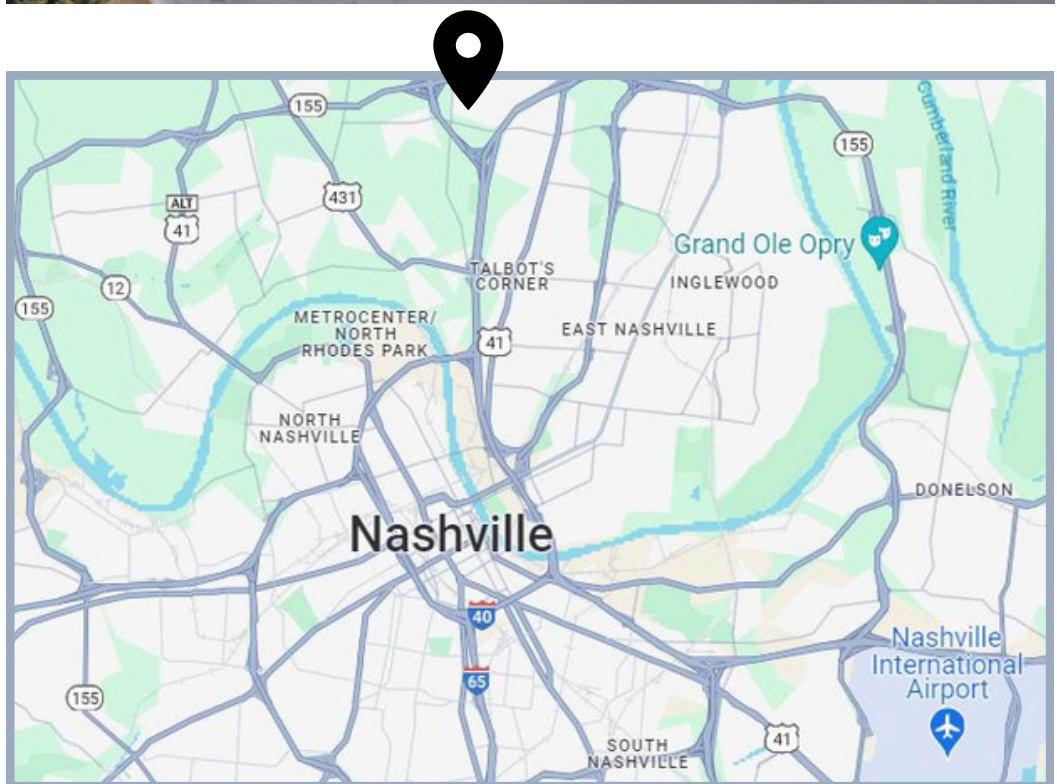 155
Cumberland River
155
ALT
41
431
Grand Ole Opry
TALBOT'S
CORNER
INGLEWOOD
12
155
METROCENTER/
NORTH
RHODES PARK
41
EAST NASHVILLE
NORTH
NASHVILLE
DONELSON
Nashville
40
65
Nashville
International
Airport
155
41
SOUTH
NASHVILLE